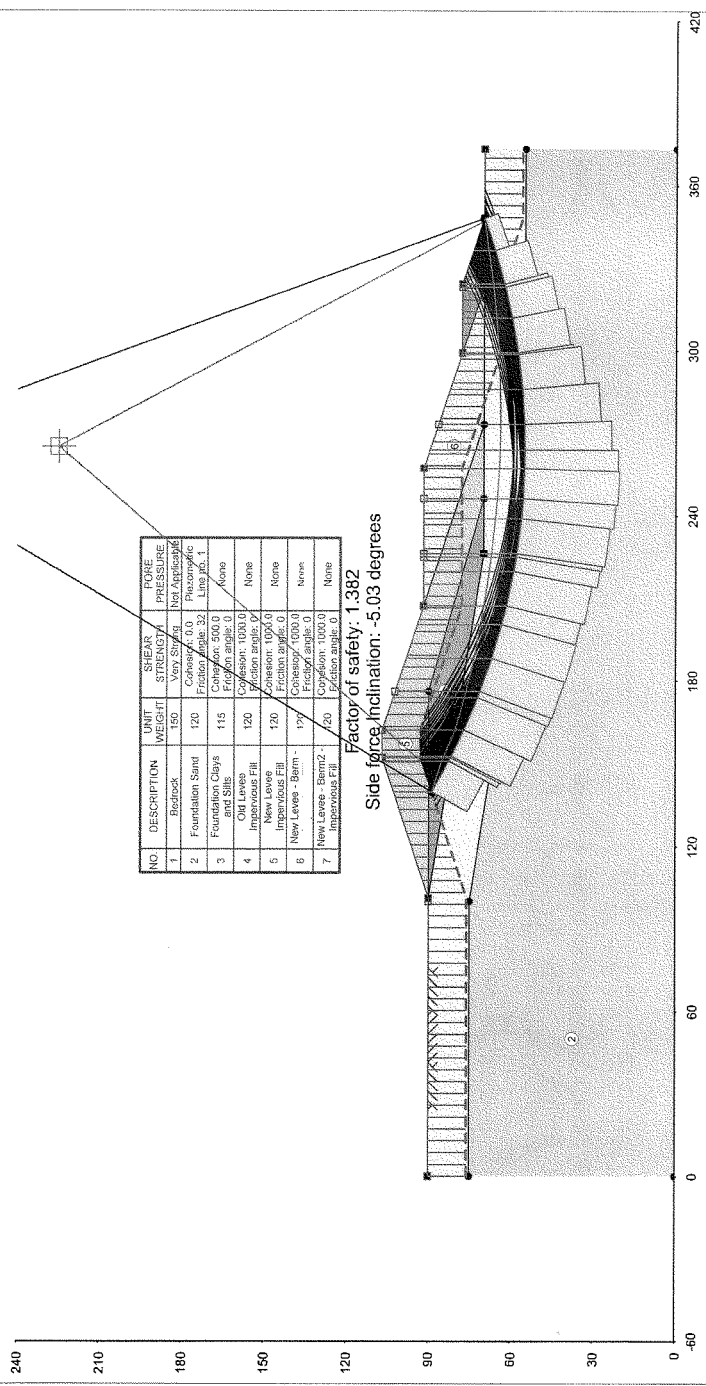 NO. DESCRIPTION UNIT WEIGHT SHEAR STRENGTH PORE PRESSURE
1 Bedrock 150 Very Strong Not Applicable
2 Foundation Sand 120 Cohesion: 0.0 Friction angle: 32 Piezometric Line no. 1
3 Foundation Clays and Silts 115 Cohesion: 500.0 Friction angle: 0 None
4 Old Levee Impervious Fill 120 Cohesion: 1000.0 Friction angle: 0 None
5 New Levee Impervious Fill 120 Cohesion: 1000.0 Friction angle: 0 None
6 New Levee - Berm - 120 Cohesion: 1000.0 Friction angle: 0 None
7 New Levee - Berm2 - Impervious Fill 120 Cohesion: 1000.0 Friction angle: 0 None
Factor of safety: 1.382
Side force Inclination: -5.03 degrees
5
6
2
240
210
180
150
120
90
60
30
0
-60
0
60
120
180
240
300
360
420